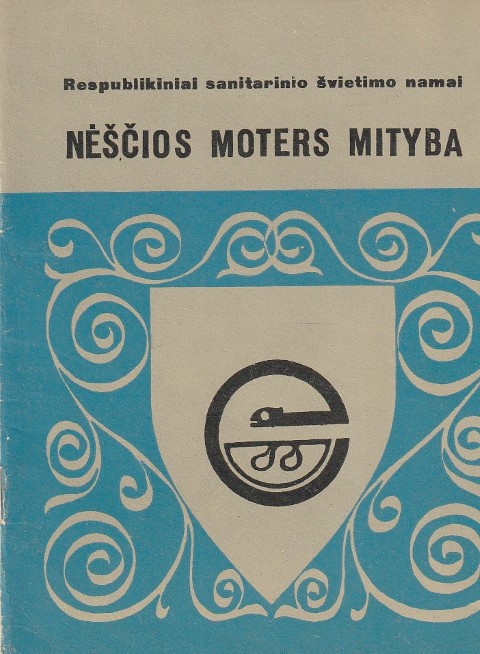 Respublikiniai sanitarinio švietimo namai
NĖŠČIOS MOTERS MITYBA